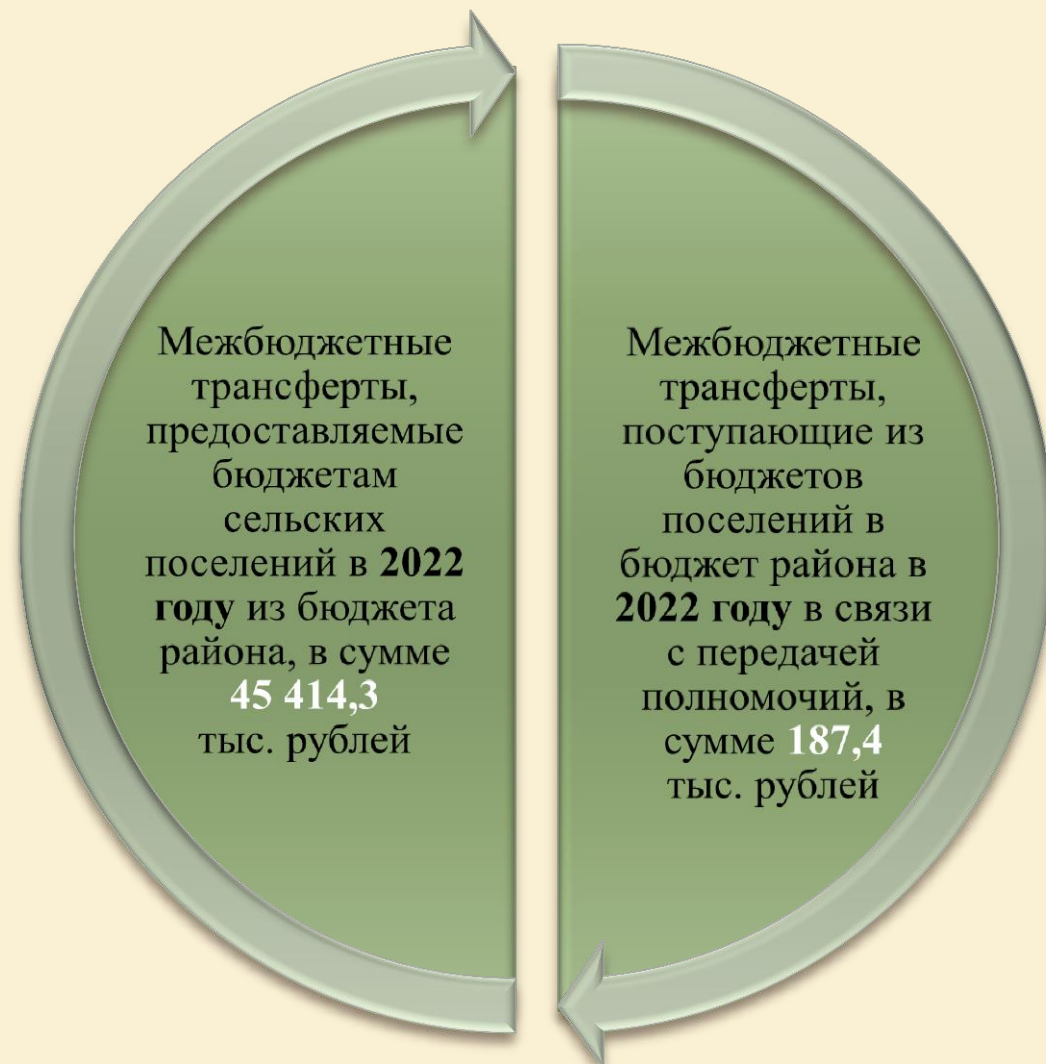 Межбюджетные
трансферты,
предоставляемые
бюджетам
сельских
поселений в 2022
году из бюджета
района, в сумме
45 414,3
тыс. рублей
Межбюджетные
трансферты,
поступающие из
бюджетов
поселений в
бюджет района в
2022 году в связи
с передачей
полномочий, в
сумме 187,4
тыс. рублей